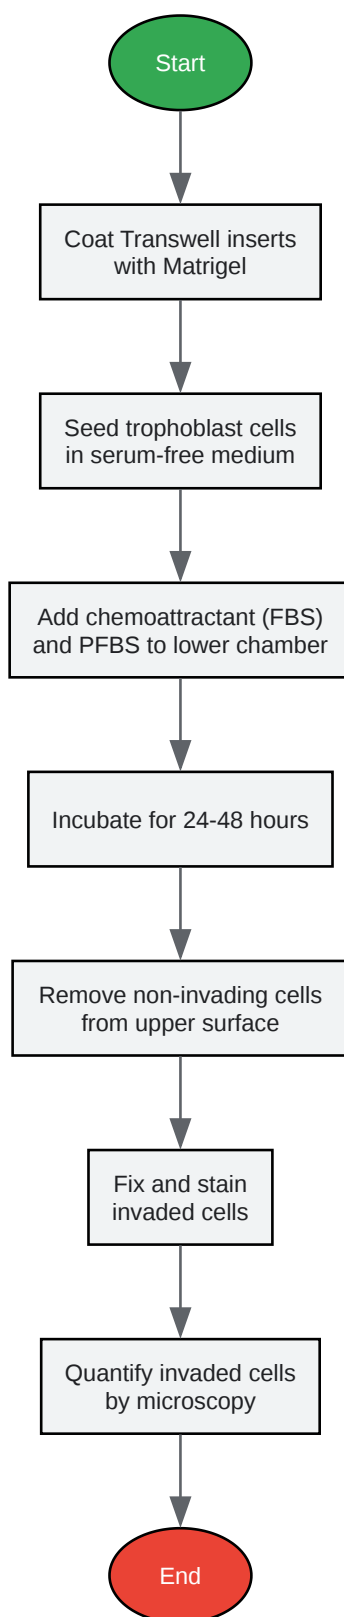 Start
Coat Transwell inserts
with Matrigel
Seed trophoblast cells
in serum-free medium
Add chemoattractant (FBS)
and PFBS to lower chamber
Incubate for 24-48 hours
Remove non-invading cells
from upper surface
Fix and stain
invaded cells
Quantify invaded cells
by microscopy
End